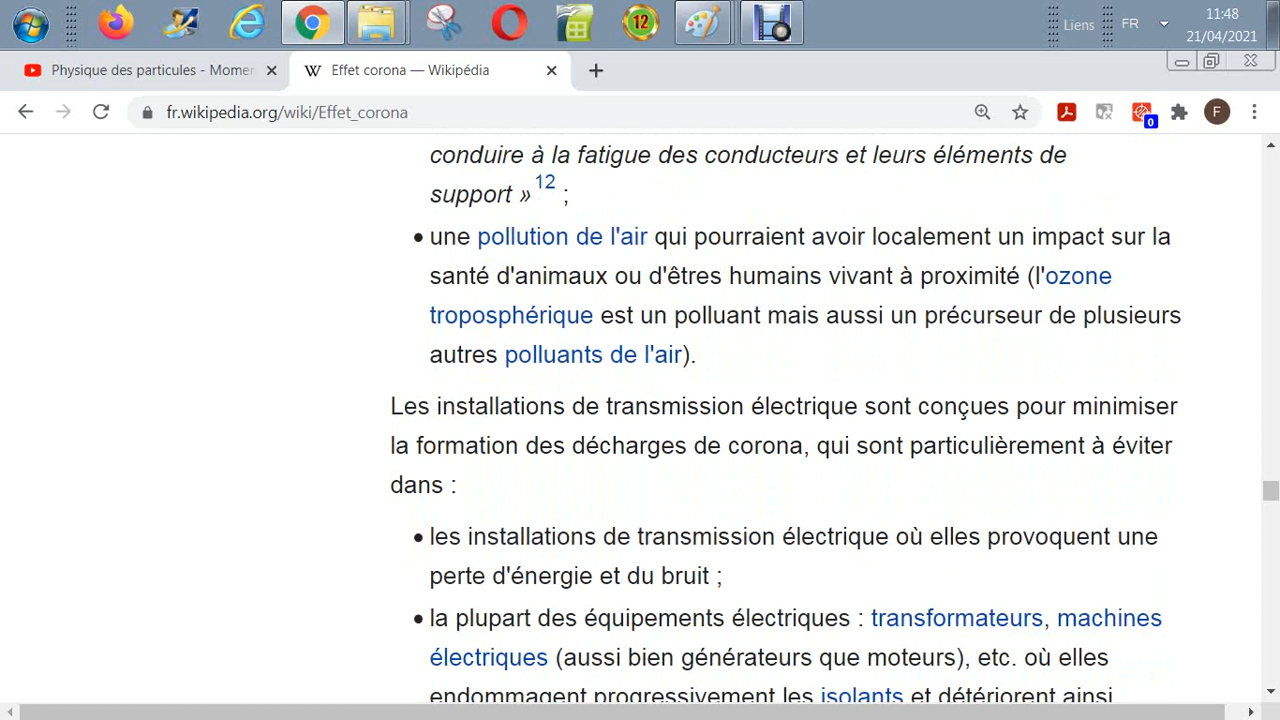 12
Liens
FR
11:48
21/04/2021
Physique des particules - Momen
W Effet corona — Wikipédia
fr.wikipedia.org/wiki/Effet_corona
0
F
conduire à la fatigue des conducteurs et leurs éléments de
support »12 ;
• une pollution de l'air qui pourraient avoir localement un impact sur la
santé d'animaux ou d'êtres humains vivant à proximité (l'ozone
troposphérique est un polluant mais aussi un précurseur de plusieurs
autres polluants de l'air).
Les installations de transmission électrique sont conçues pour minimiser
la formation des décharges de corona, qui sont particulièrement à éviter
dans :
• les installations de transmission électrique où elles provoquent une
perte d'énergie et du bruit ;
• la plupart des équipements électriques : transformateurs, machines
électriques (aussi bien générateurs que moteurs), etc. où elles
endommagent progressivement les isolants et détériorent ainsi